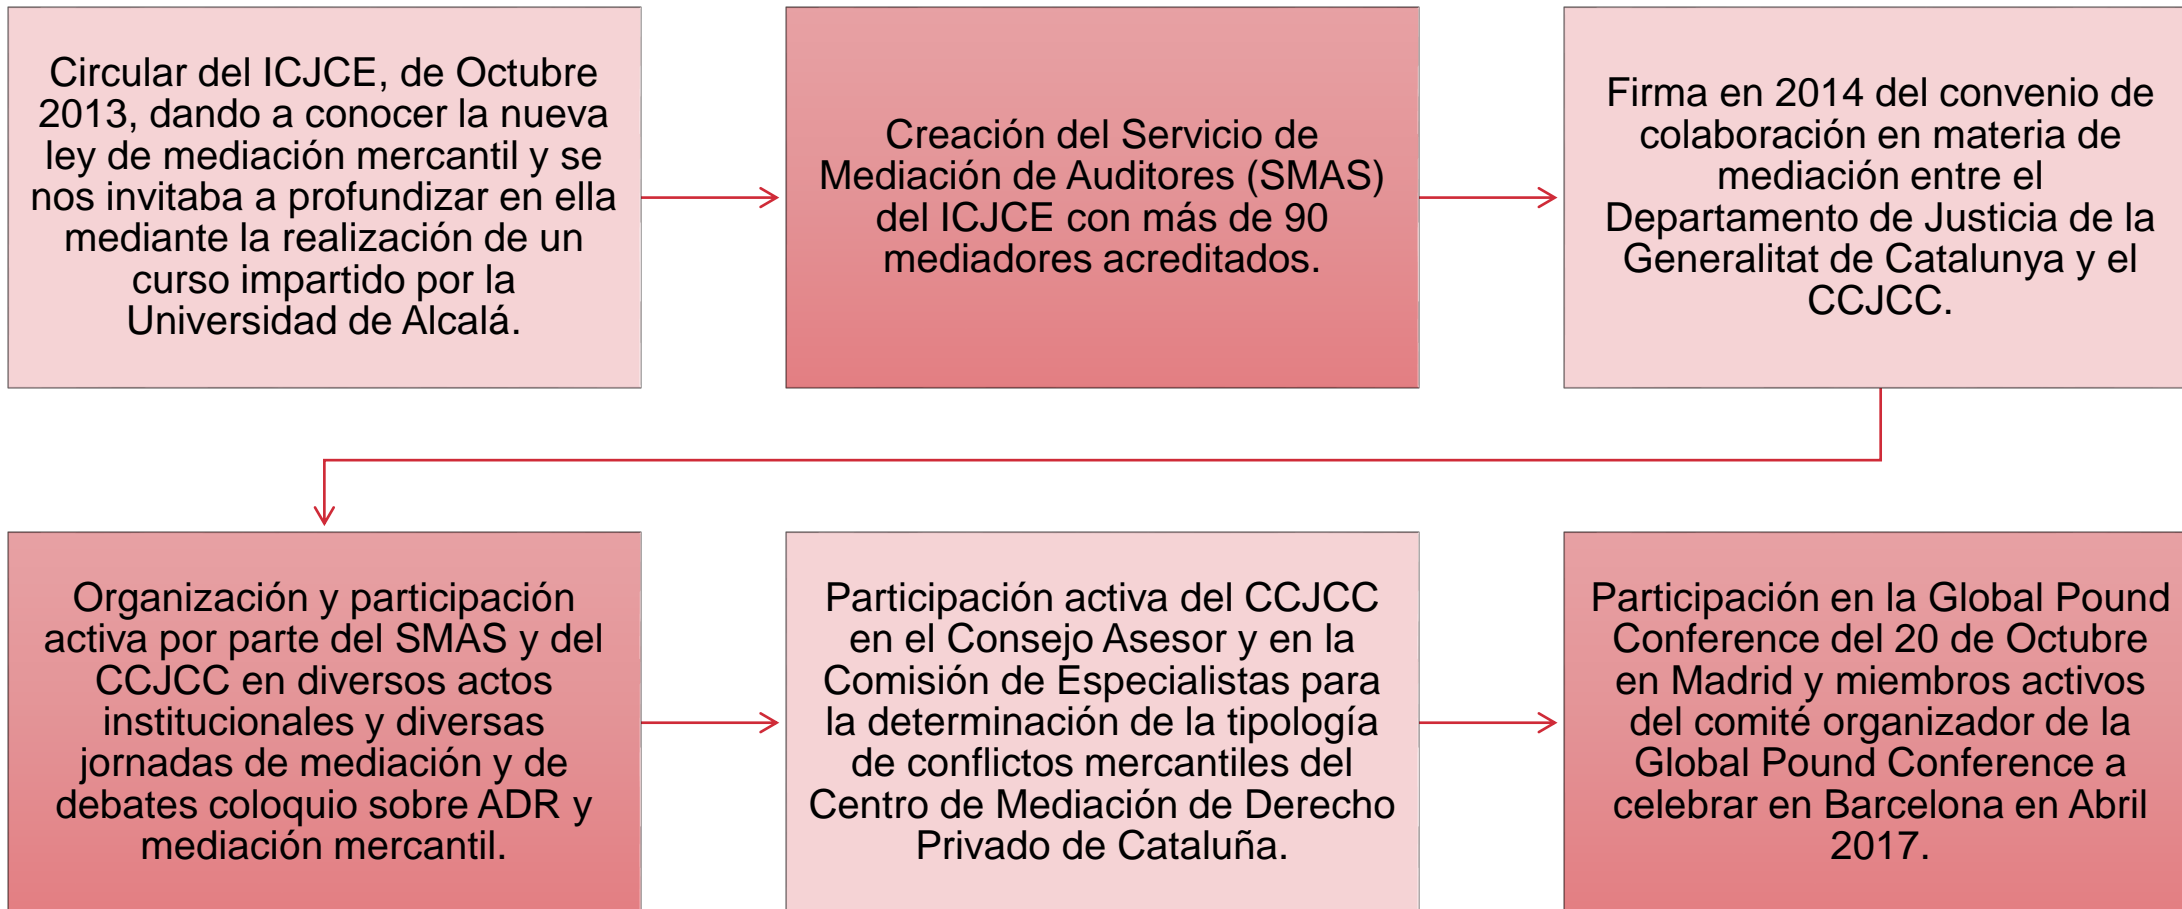 Circular del ICJCE, de Octubre
2013, dando a conocer la nueva
ley de mediación mercantil y se
nos invitaba a profundizar en ella
mediante la realización de un
curso impartido por la
Universidad de Alcalá.
Creación del Servicio de
Mediación de Auditores (SMAS)
del ICJCE con más de 90
mediadores acreditados.
Firma en 2014 del convenio de
colaboración en materia de
mediación entre el
Departamento de Justicia de la
Generalitat de Catalunya y el
CCJCC.
Organización y participación
activa por parte del SMAS y del
CCJCC en diversos actos
institucionales y diversas
jornadas de mediación y de
debates coloquio sobre ADR y
mediación mercantil.
Participación activa del CCJCC
en el Consejo Asesor y en la
Comisión de Especialistas para
la determinación de la tipología
de conflictos mercantiles del
Centro de Mediación de Derecho
Privado de Cataluña.
Participación en la Global Pound
Conference del 20 de Octubre
en Madrid y miembros activos
del comité organizador de la
Global Pound Conference a
celebrar en Barcelona en Abril
2017.